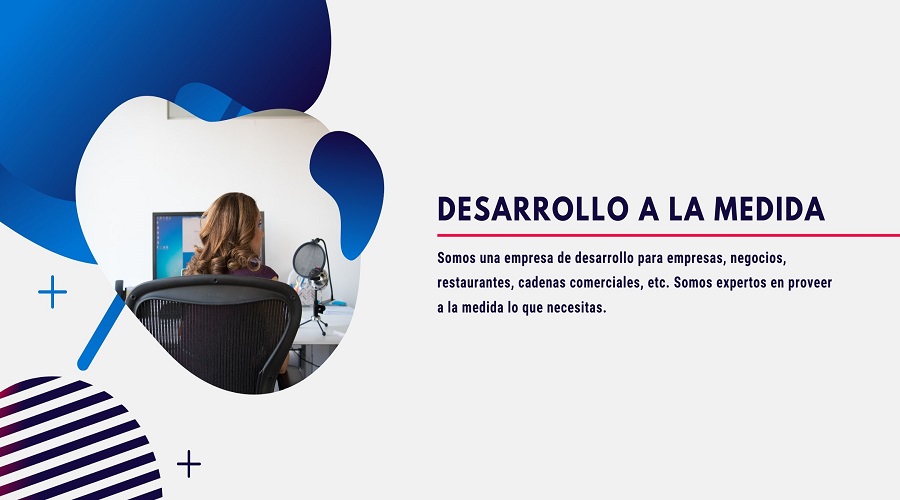 DESARROLLO A LA MEDIDA
Somos una empresa de desarrollo para empresas, negocios,
restaurantes, cadenas comerciales, etc. Somos expertos en proveer
a la medida lo que necesitas.